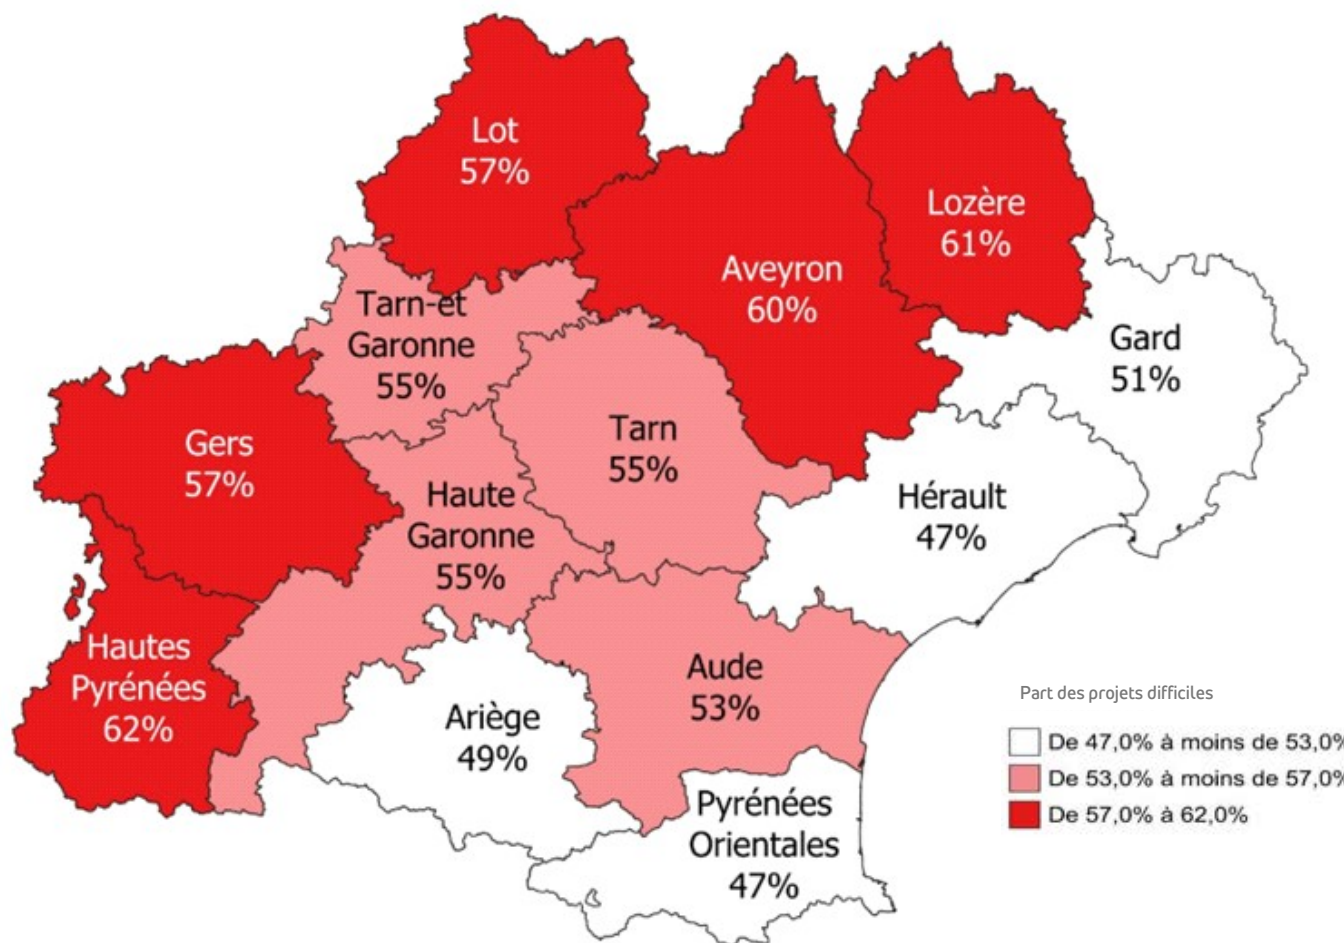 Lot
57%
Lozère
61%
Aveyron
60%
Tarn-et
Garonne
55%
Gard
51%
Gers
57%
Tarn
55%
Haute
Garonne
55%
Hérault
47%
Hautes
Pyrénées
62%
Ariège
49%
Aude
53%
Pyrénées
Orientales
47%
Part des projets difficiles
De 47,0% à moins de 53,0%
De 53,0% à moins de 57,0%
De 57,0% à 62,0%